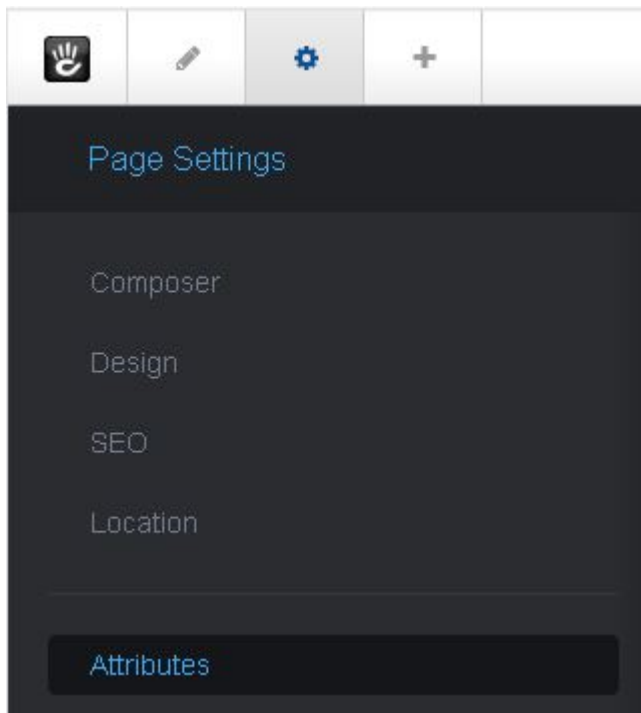 Page Settings
Composer
Design
SEO
Location
Attributes